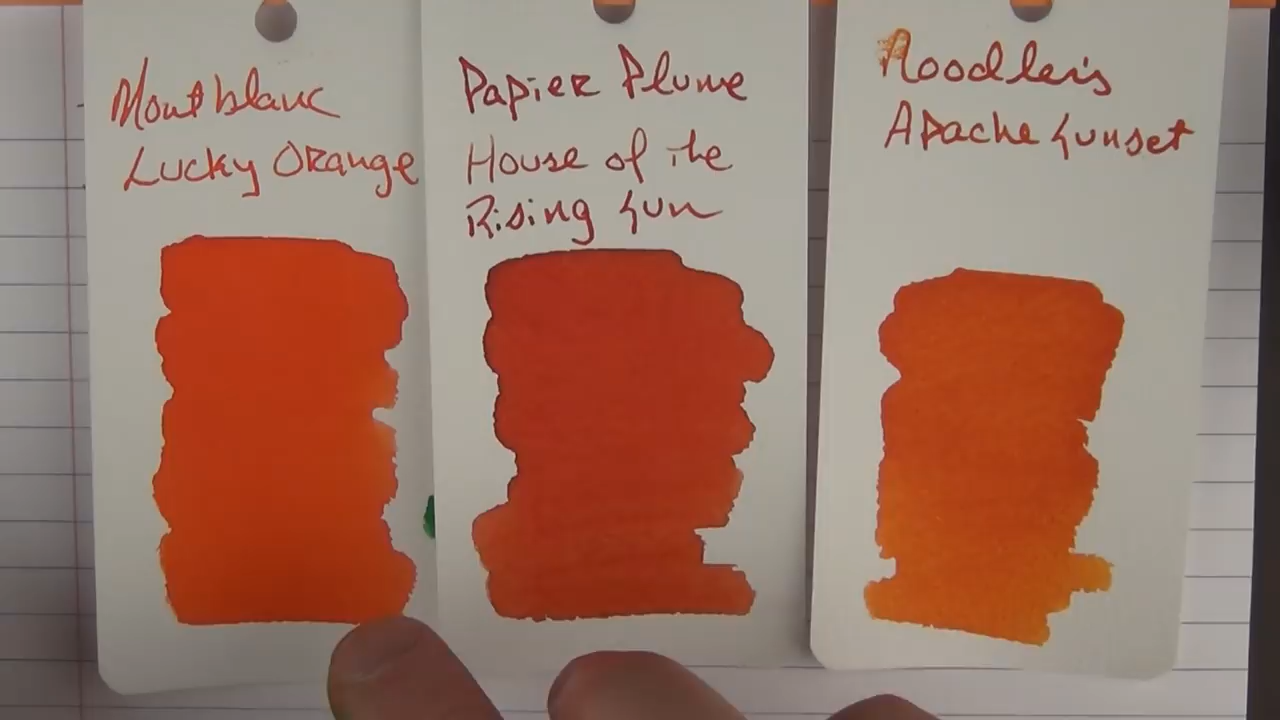 Montblanc
Lucky Orange
Papier Plume
House of the
Rising Sun
Noodler's
Apache Sunset